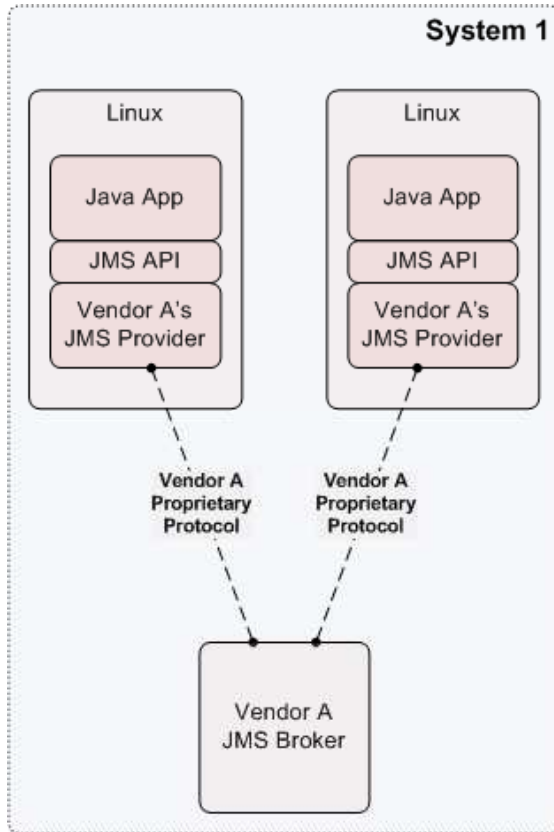 System 1
Linux
Java App
JMS API
Vendor A's
JMS Provider
Linux
Java App
JMS API
Vendor A's
JMS Provider
Vendor A
Proprietary
Protocol
Vendor A
Proprietary
Protocol
Vendor A
JMS Broker